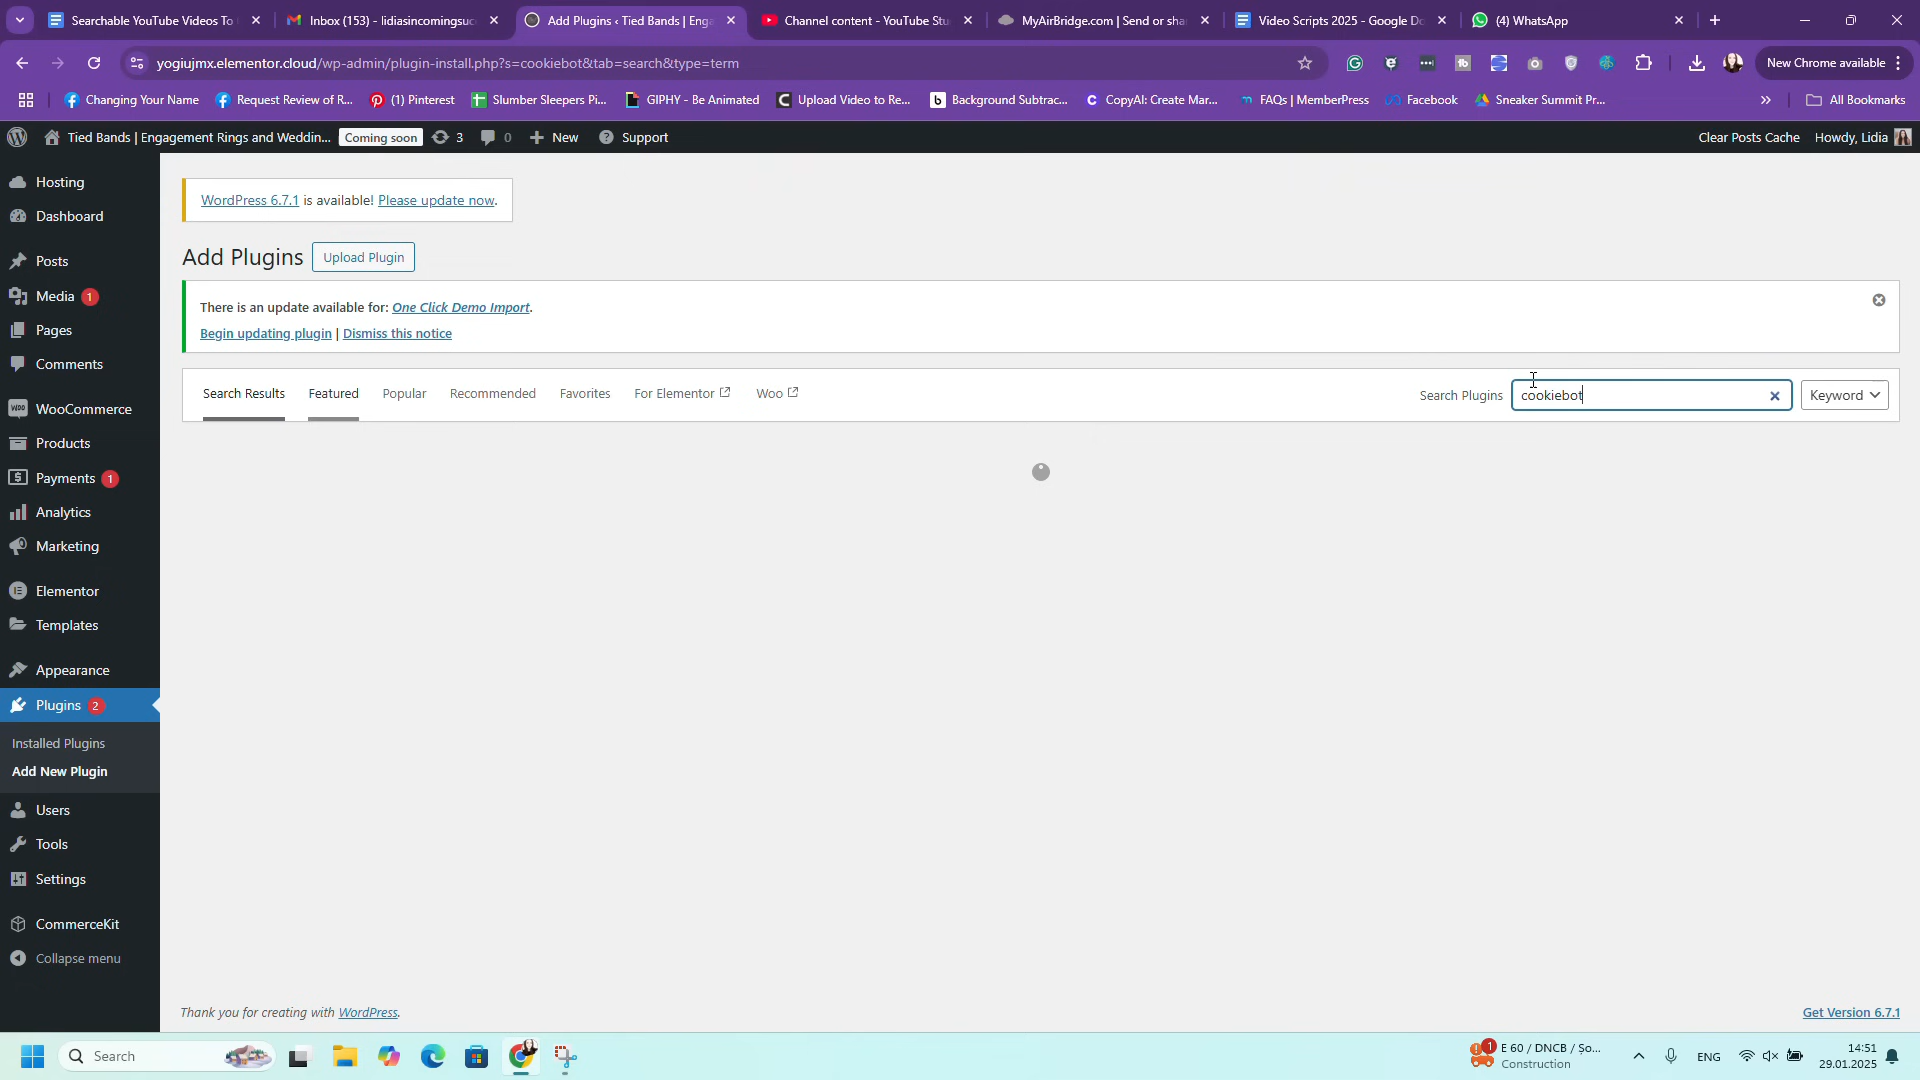 Searchable YouTube Videos To
Inbox (153) - lidiasincomingsuc
Add Plugins ‹ Tied Bands | Eng
Channel content - YouTube Stu
MyAirBridge.com | Send or sha
Video Scripts 2025 - Google Do
(4) WhatsApp
yogiujmx.elementor.cloud/wp-admin/plugin-install.php?s=cookiebot&tab=search&type=term
New Chrome available
Changing Your Name
Request Review of R...
(1) Pinterest
Slumber Sleepers Pi...
GIPHY - Be Animated
Upload Video to Re...
Background Subtrac...
CopyAI: Create Mar...
FAQs | MemberPress
Facebook
Sneaker Summit Pr...
All Bookmarks
Tied Bands | Engagement Rings and Weddin...
Coming soon
3
0
New
Support
Clear Posts Cache
Howdy, Lidia
Hosting
Dashboard
Posts
Media 1
Pages
Comments
WooCommerce
Products
Payments 1
Analytics
Marketing
Elementor
Templates
Appearance
Plugins 2
Installed Plugins
Add New Plugin
Users
Tools
Settings
CommerceKit
Collapse menu
WordPress 6.7.1 is available! Please update now.
Add Plugins
Upload Plugin
There is an update available for: One Click Demo Import.
Begin updating plugin | Dismiss this notice
Search Results
Featured
Popular
Recommended
Favorites
For Elementor
Woo
Search Plugins
cookiebot
Keyword
Thank you for creating with WordPress.
Get Version 6.7.1
Search
1
E 60 / DNCB / Șo...
Construction
ENG
14:51
29.01.2025